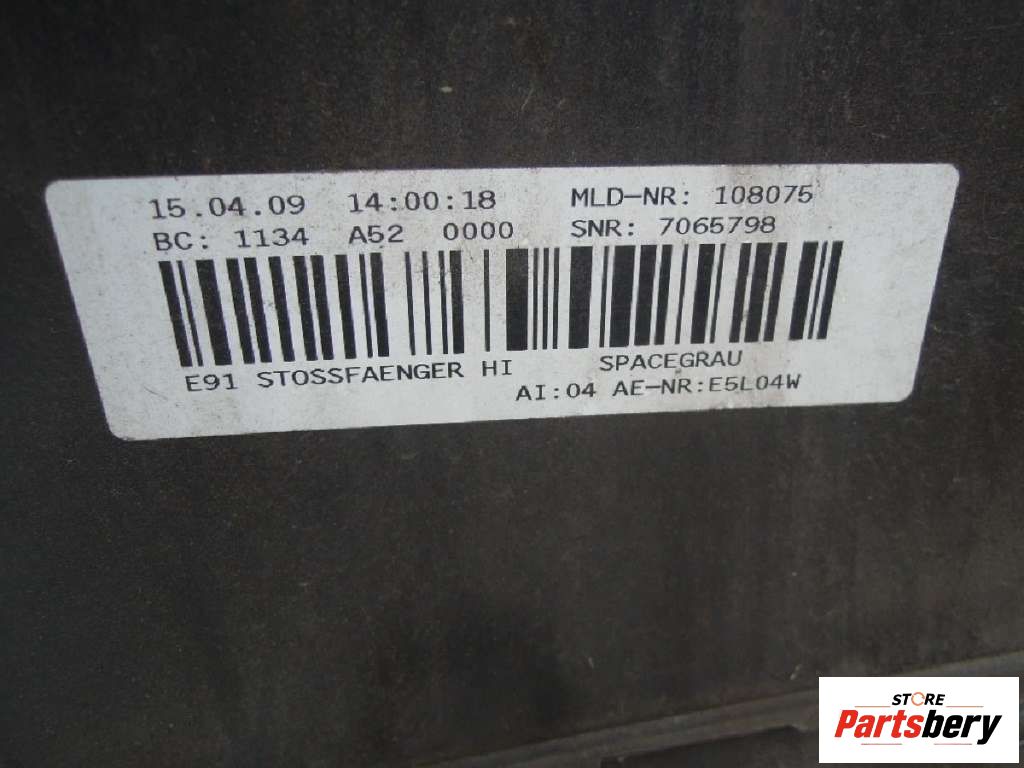 15.04.09 14:00:18 MLD-NR: 108075
BC: 1134 A52 0000 SNR: 7065798
E91 STOSSFAENGER HI SPACEGRAU
AI:04 AE-NR:E5L04W
STORE
Partsbery